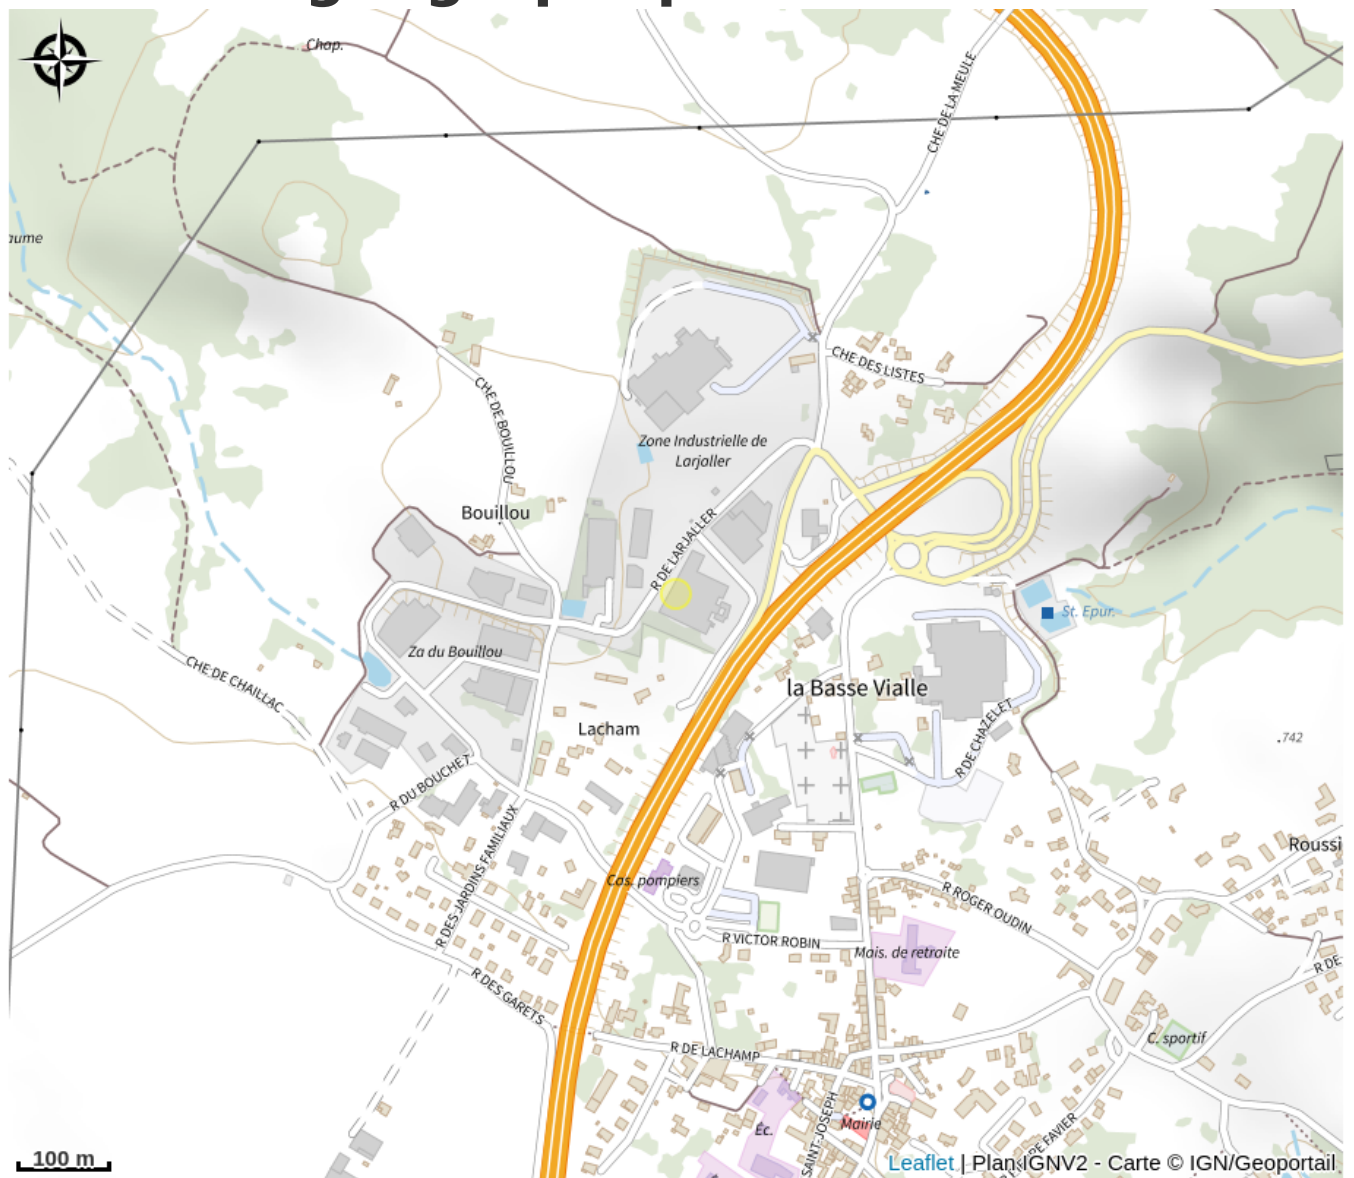 Chap.
CHE DE LA MEULE
aume
CHE DES LISTES
CHE DE BOUILLOU
Zone Industrielle de
Larjaller
Bouillou
R DE LARJALLER
St. Epur.
Za du Bouillou
CHE DE CHAILLAC
la Basse Vialle
Lacham
R DE CHAZELET
742
R DU BOUCHET
R DES JARDINS FAMILIAUX
Roussi
Cas. pompiers
R ROGER OUDIN
R VICTOR ROBIN
Mais. de retraite
R DE
R DES GARETS
C. sportif
R DE LACHAMP
SAINT-JOSEPH
Mairie
Éc.
RE FAVIER
100 m
Leaflet | Plan IGNV2 - Carte © IGN/Geoportail